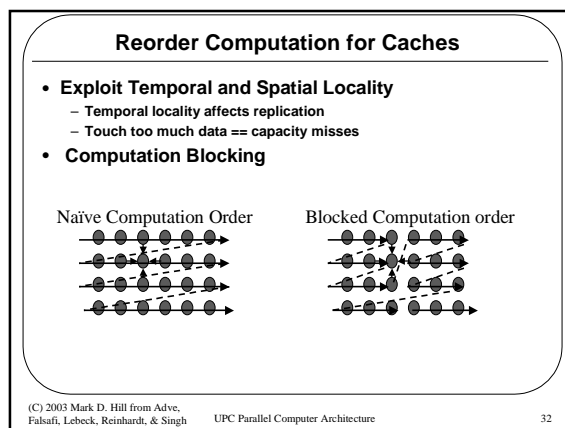 Reorder Computation for Caches
• Exploit Temporal and Spatial Locality
– Temporal locality affects replication
– Touch too much data == capacity misses
• Computation Blocking
Naïve Computation Order
Blocked Computation order
(C) 2003 Mark D. Hill from Adve,
Falsafi, Lebeck, Reinhardt, & Singh
UPC Parallel Computer Architecture
32